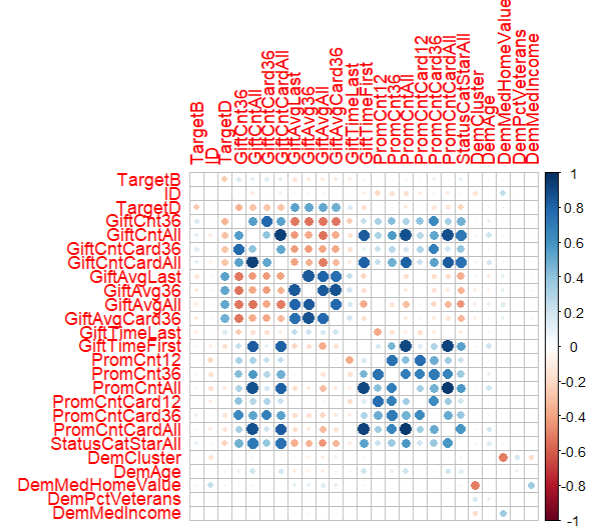 TargetB
ID
TargetD
GiftCnt36
GiftCntAll
GiftCntCard36
GiftCntCardAll
GiftAvgLast
GiftAvg36
GiftAvgAll
GiftAvgCard36
GiftTimeLast
GiftTimeFirst
PromCnt12
PromCnt36
PromCntAll
PromCntCard12
PromCntCard36
PromCntCardAll
StatusCatStarAll
DemCluster
DemAge
DemMedHomeValue
DemPctVeterans
DemMedIncome
TargetB
ID
TargetD
GiftCnt36
GiftCntAll
GiftCntCard36
GiftCntCardAll
GiftAvgLast
GiftAvg36
GiftAvgAll
GiftAvgCard36
GiftTimeLast
GiftTimeFirst
PromCnt12
PromCnt36
PromCntAll
PromCntCard12
PromCntCard36
PromCntCardAll
StatusCatStarAll
DemCluster
DemAge
DemMedHomeValue
DemPctVeterans
DemMedIncome
1
0.8
0.6
0.4
0.2
0
-0.2
-0.4
-0.6
-0.8
-1